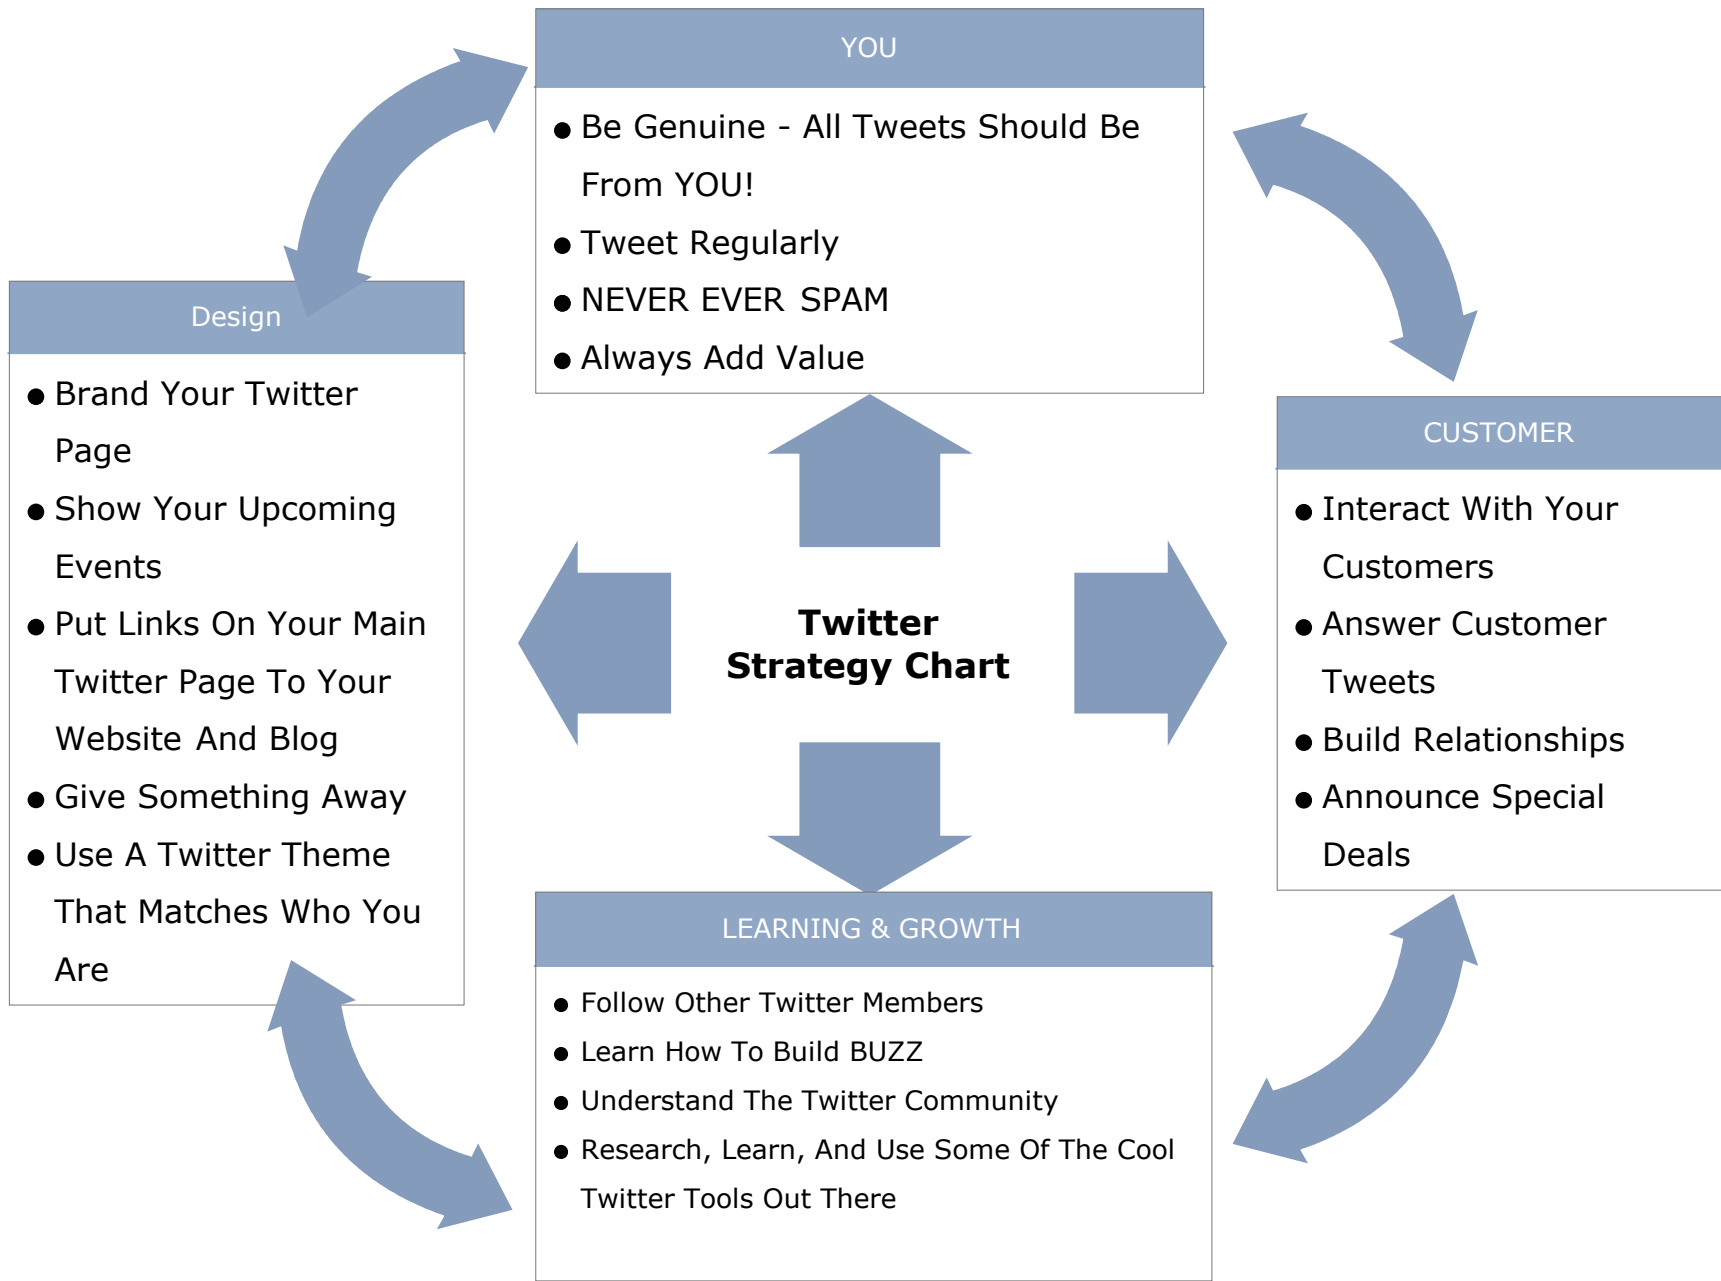 YOU
● Be Genuine - All Tweets Should Be
From YOU!
● Tweet Regularly
● NEVER EVER SPAM
● Always Add Value
Design
● Brand Your Twitter
Page
● Show Your Upcoming
Events
● Put Links On Your Main
Twitter Page To Your
Website And Blog
● Give Something Away
● Use A Twitter Theme
That Matches Who You
Are
Twitter
Strategy Chart
CUSTOMER
● Interact With Your
Customers
● Answer Customer
Tweets
● Build Relationships
● Announce Special
Deals
LEARNING & GROWTH
● Follow Other Twitter Members
● Learn How To Build BUZZ
● Understand The Twitter Community
● Research, Learn, And Use Some Of The Cool
Twitter Tools Out There